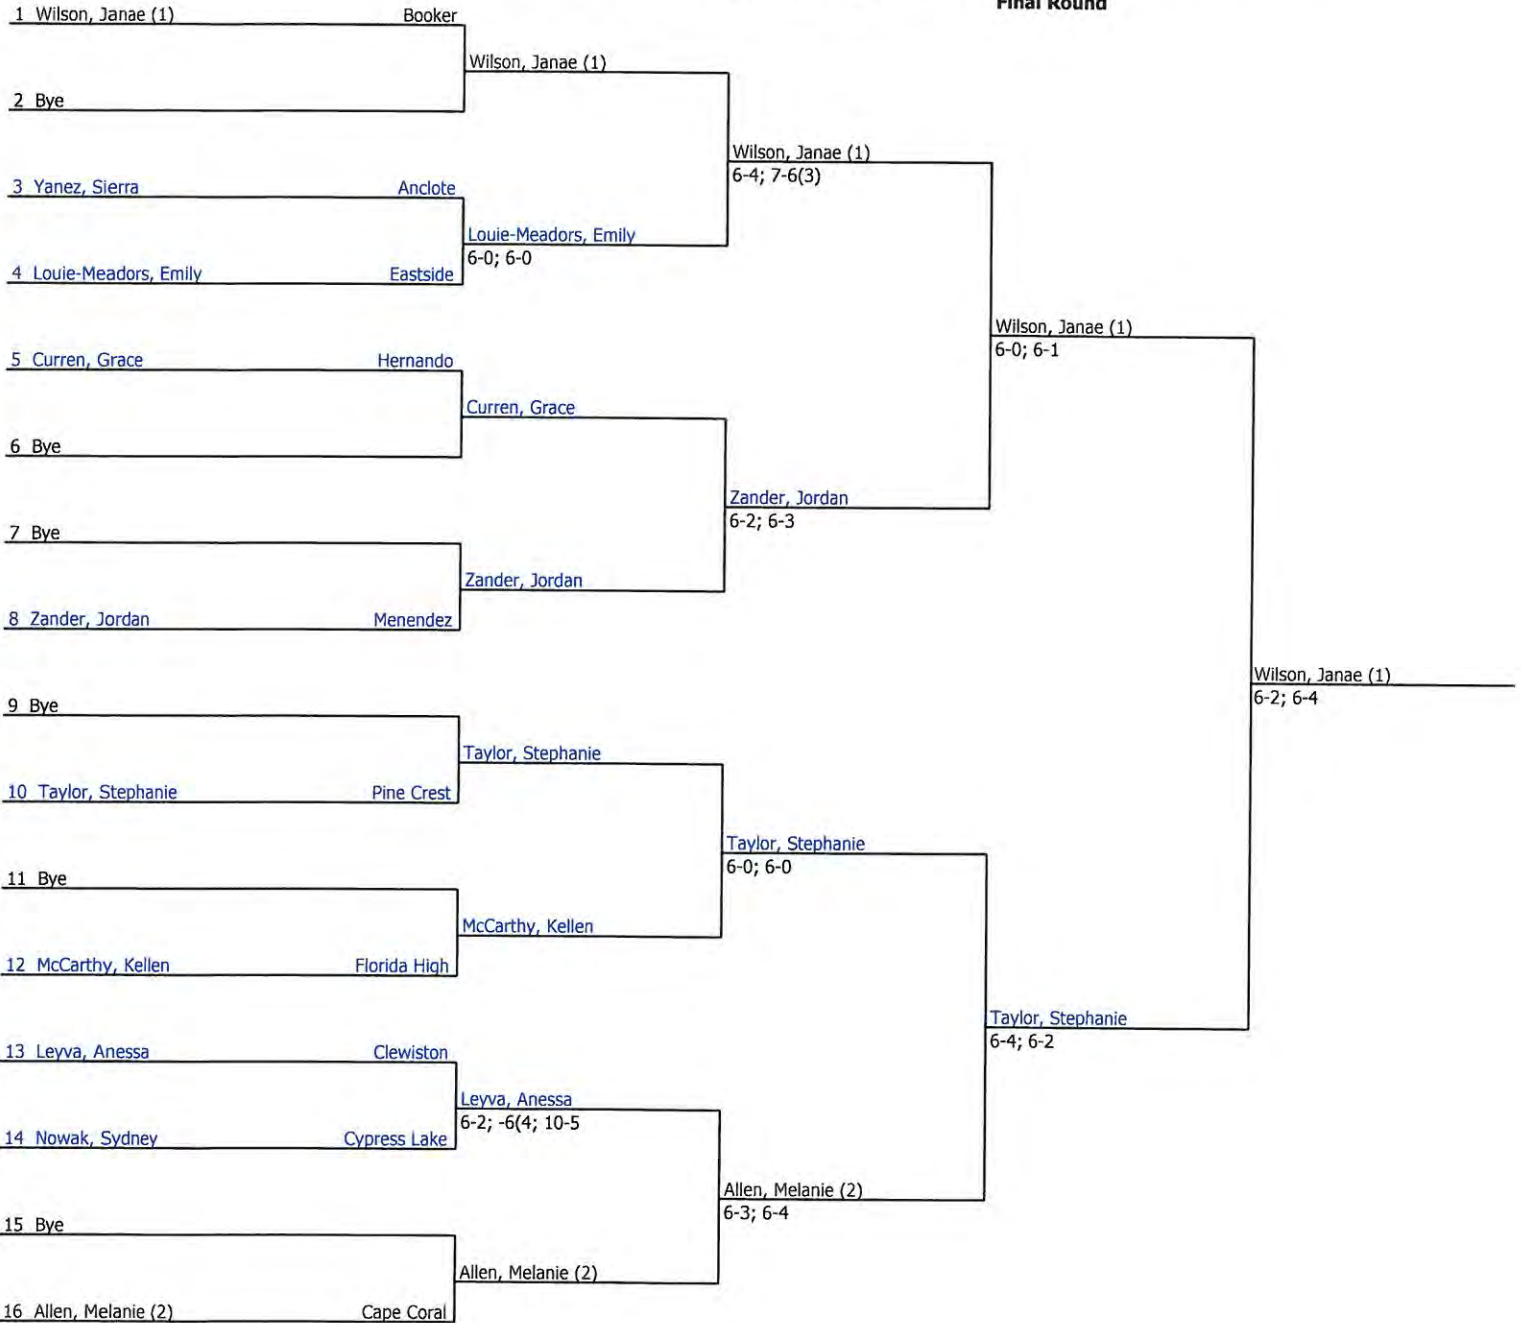 Final Round
1 Wilson, Janae (1) Booker
Wilson, Janae (1)
2 Bye
Wilson, Janae (1)
6-4; 7-6(3)
3 Yanez, Sierra Anclote
Louie-Meadors, Emily
6-0; 6-0
4 Louie-Meadors, Emily Eastside
Wilson, Janae (1)
6-0; 6-1
5 Curren, Grace Hernando
Curren, Grace
6 Bye
Zander, Jordan
6-2; 6-3
7 Bye
Zander, Jordan
8 Zander, Jordan Menendez
Wilson, Janae (1)
6-2; 6-4
9 Bye
Taylor, Stephanie
10 Taylor, Stephanie Pine Crest
Taylor, Stephanie
6-0; 6-0
11 Bye
McCarthy, Kellen
12 McCarthy, Kellen Florida High
Taylor, Stephanie
6-4; 6-2
13 Leyva, Anessa Clewiston
Leyva, Anessa
6-2; -6(4; 10-5
14 Nowak, Sydney Cypress Lake
Allen, Melanie (2)
6-3; 6-4
15 Bye
Allen, Melanie (2)
16 Allen, Melanie (2) Cape Coral